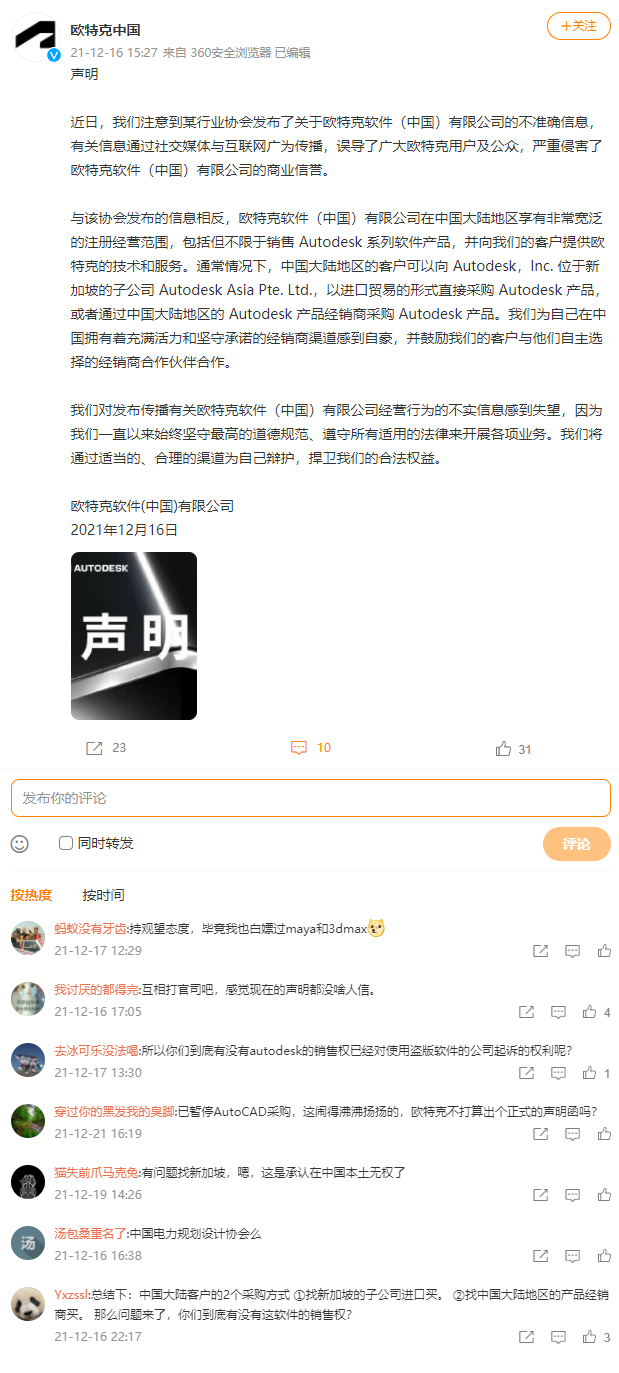 欧特克中国
+关注
21-12-16 15:27 来自 360安全浏览器 已编辑
声明
近日，我们注意到某行业协会发布了关于欧特克软件（中国）有限公司的不准确信息，
有关信息通过社交媒体与互联网广为传播，误导了广大欧特克用户及公众，严重侵害了
欧特克软件（中国）有限公司的商业信誉。
与该协会发布的信息相反，欧特克软件（中国）有限公司在中国大陆地区享有非常宽泛
的注册经营范围，包括但不限于销售 Autodesk 系列软件产品，并向我们的客户提供欧
特克的技术和服务。通常情况下，中国大陆地区的客户可以向 Autodesk，Inc. 位于新
加坡的子公司 Autodesk Asia Pte. Ltd.，以进口贸易的形式直接采购 Autodesk 产品，
或者通过中国大陆地区的 Autodesk 产品经销商采购 Autodesk 产品。我们为自己在中
国拥有着充满活力和坚守承诺的经销商渠道感到自豪，并鼓励我们的客户与他们自主选
择的经销商合作伙伴合作。
我们对发布传播有关欧特克软件（中国）有限公司经营行为的不实信息感到失望，因为
我们一直以来始终坚守最高的道德规范、遵守所有适用的法律来开展各项业务。我们将
通过适当的、合理的渠道为自己辩护，捍卫我们的合法权益。
欧特克软件(中国)有限公司
2021年12月16日
AUTODESK
声明
23
10
31
发布你的评论
同时转发
评论
按热度
按时间
蚂蚁没有牙齿:持观望态度，毕竟我也白嫖过maya和3dmax
21-12-17 12:29
我讨厌的都得完:互相打官司吧，感觉现在的声明都没啥人信。
21-12-16 17:05
4
去冰可乐没法喝:所以你们到底有没有autodesk的销售权已经对使用盗版软件的公司起诉的权利呢？
21-12-17 13:30
1
穿过你的黑发我的臭脚:已暂停AutoCAD采购，这闹得沸沸扬扬的，欧特克不打算出个正式的声明函吗？
21-12-21 16:19
猫失前爪马克兔:有问题找新加坡，嗯，这是承认在中国本土无权了
21-12-19 14:26
汤
汤包桑重名了:中国电力规划设计协会么
21-12-16 16:38
Yxzssl:总结下：中国大陆客户的2个采购方式 ①找新加坡的子公司进口买。 ②找中国大陆地区的产品经销
商买。 那么问题来了，你们到底有没有这软件的销售权？
21-12-16 22:17
3